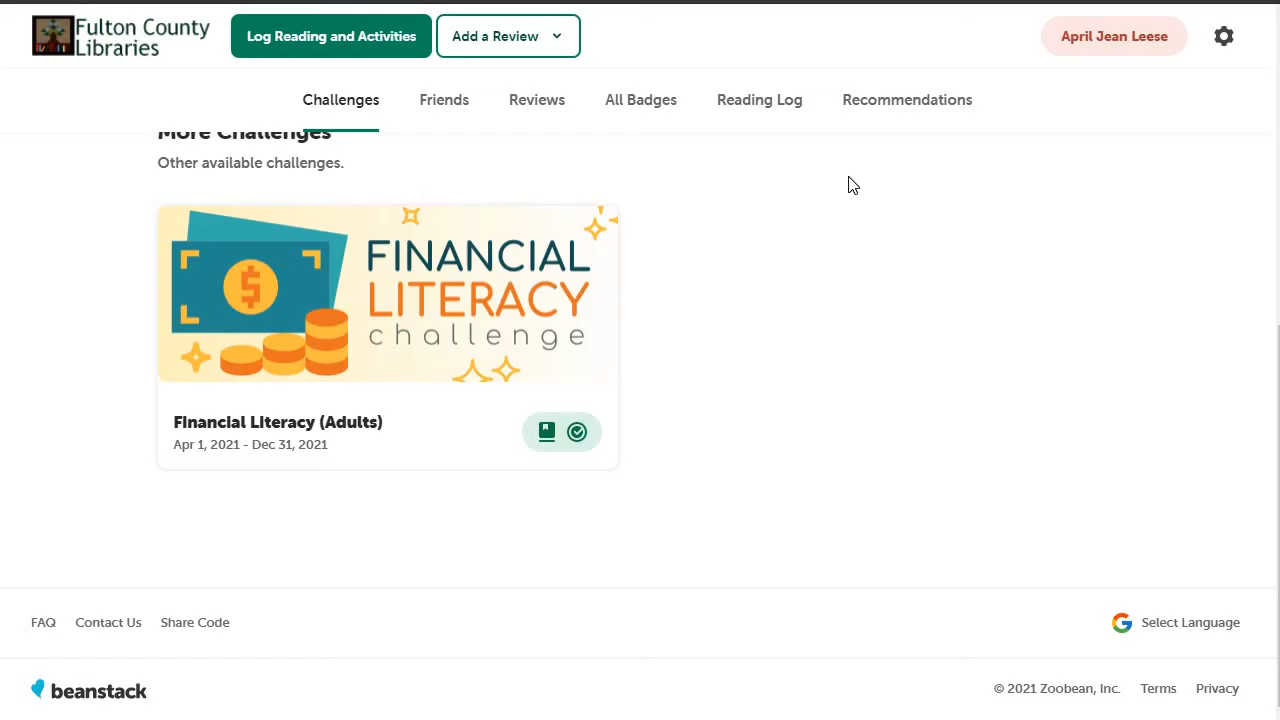 Fulton County
Libraries
Log Reading and Activities
Add a Review
April Jean Leese
Challenges
Friends
Reviews
All Badges
Reading Log
Recommendations
More Challenges
Other available challenges.
FINANCIAL
LITERACY
challenge
Financial Literacy (Adults)
Apr 1, 2021 - Dec 31, 2021
FAQ
Contact Us
Share Code
Select Language
beanstack
© 2021 Zoobean, Inc.
Terms
Privacy